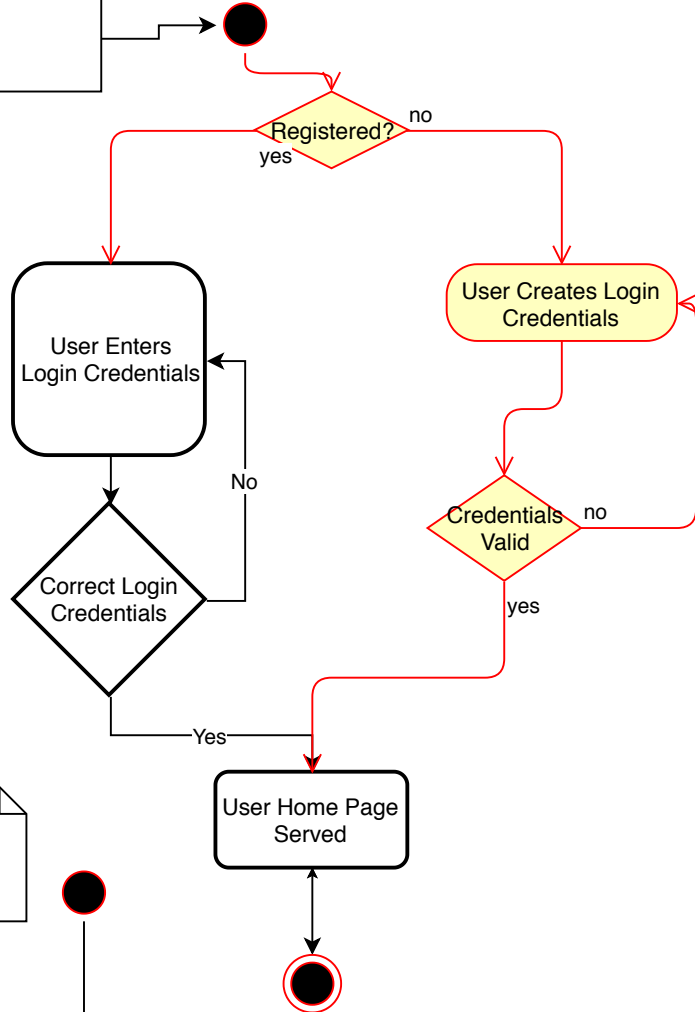 Registered?
no
yes
User Enters
Login Credentials
User Creates Login
Credentials
No
Credentials
Valid
no
Correct Login
Credentials
yes
Yes
User Home Page
Served